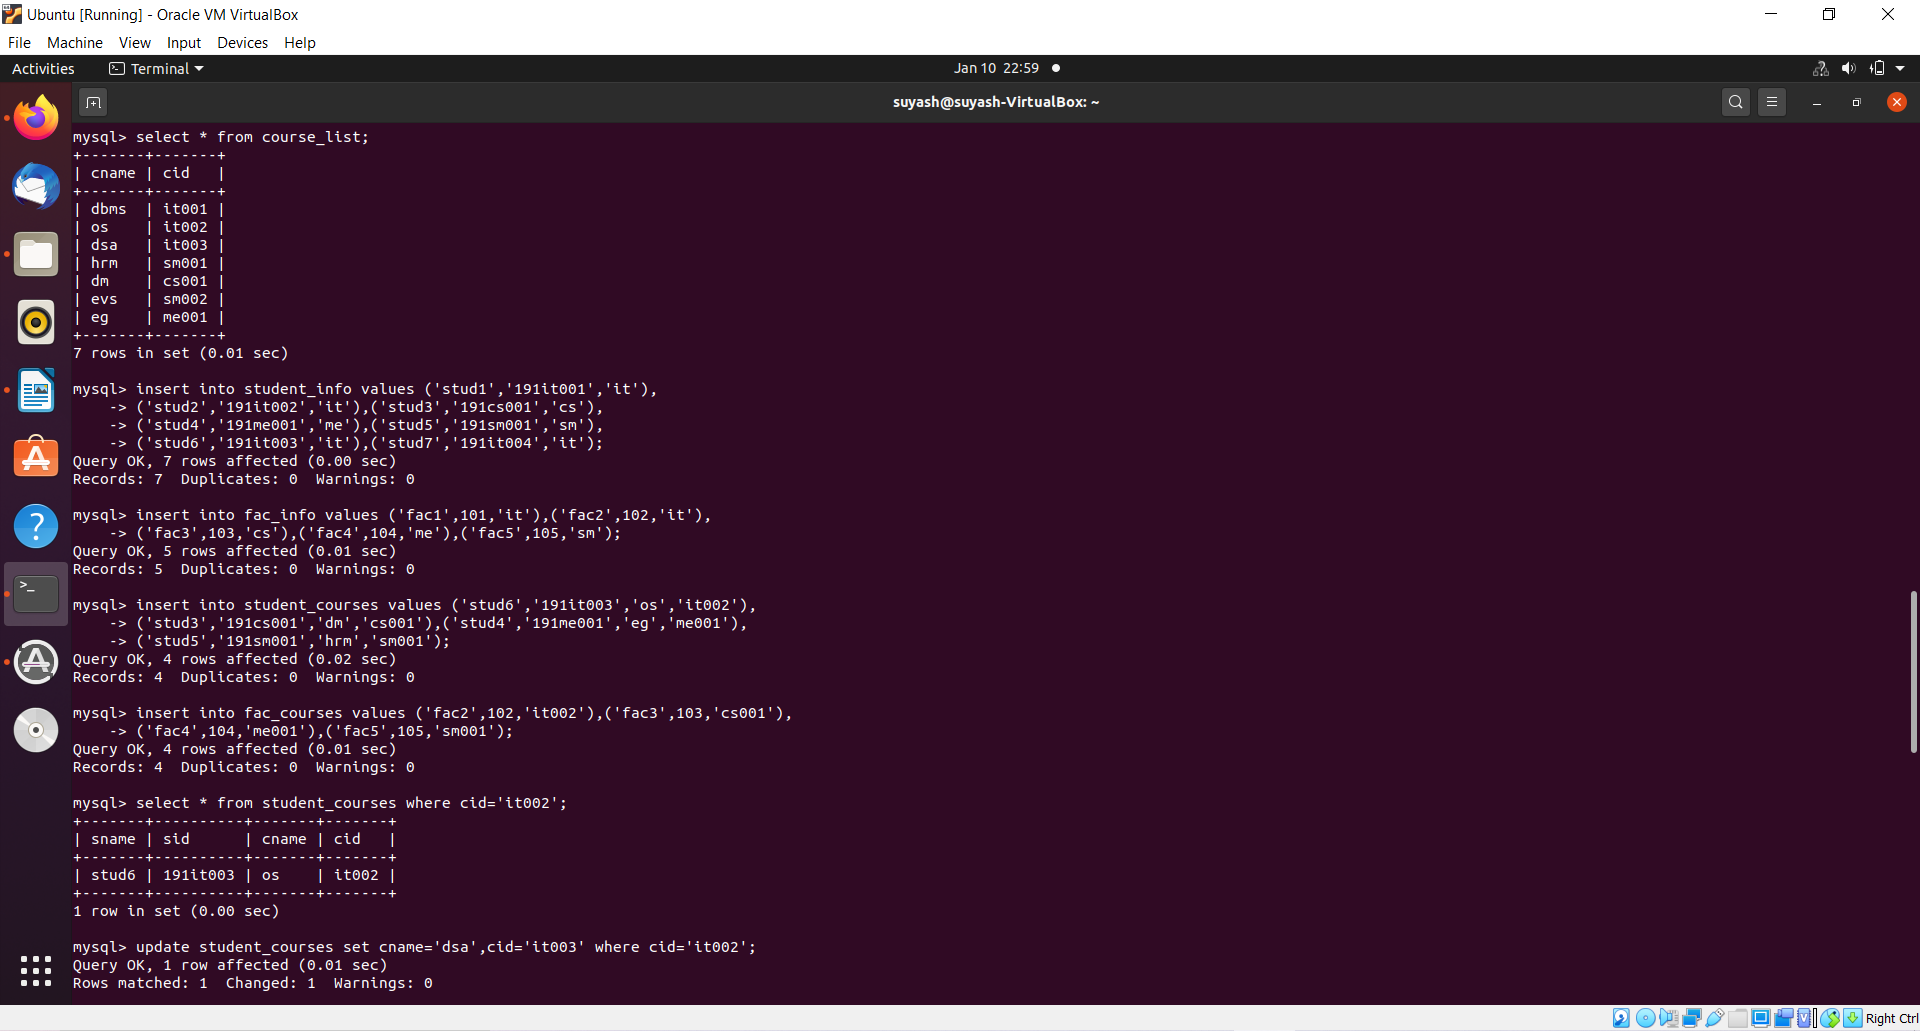 Ubuntu [Running] - Oracle VM VirtualBox
File Machine View Input Devices Help
Activities Terminal Jan 10 22:59
suyash@suyash-VirtualBox: ~
mysql> select * from course_list;
+-------+-------+
| cname | cid   |
+-------+-------+
| dbms  | it001 |
| os    | it002 |
| dsa   | it003 |
| hrm   | sm001 |
| dm    | cs001 |
| evs   | sm002 |
| eg    | me001 |
+-------+-------+
7 rows in set (0.01 sec)
mysql> insert into student_info values ('stud1','191it001','it'),
    -> ('stud2','191it002','it'),('stud3','191cs001','cs'),
    -> ('stud4','191me001','me'),('stud5','191sm001','sm'),
    -> ('stud6','191it003','it'),('stud7','191it004','it');
Query OK, 7 rows affected (0.00 sec)
Records: 7  Duplicates: 0  Warnings: 0
mysql> insert into fac_info values ('fac1',101,'it'),('fac2',102,'it'),
    -> ('fac3',103,'cs'),('fac4',104,'me'),('fac5',105,'sm');
Query OK, 5 rows affected (0.01 sec)
Records: 5  Duplicates: 0  Warnings: 0
mysql> insert into student_courses values ('stud6','191it003','os','it002'),
    -> ('stud3','191cs001','dm','cs001'),('stud4','191me001','eg','me001'),
    -> ('stud5','191sm001','hrm','sm001');
Query OK, 4 rows affected (0.02 sec)
Records: 4  Duplicates: 0  Warnings: 0
mysql> insert into fac_courses values ('fac2',102,'it002'),('fac3',103,'cs001'),
    -> ('fac4',104,'me001'),('fac5',105,'sm001');
Query OK, 4 rows affected (0.01 sec)
Records: 4  Duplicates: 0  Warnings: 0
mysql> select * from student_courses where cid='it002';
+-------+----------+-------+-------+
| sname | sid      | cname | cid   |
+-------+----------+-------+-------+
| stud6 | 191it003 | os    | it002 |
+-------+----------+-------+-------+
1 row in set (0.00 sec)
mysql> update student_courses set cname='dsa',cid='it003' where cid='it002';
Query OK, 1 row affected (0.01 sec)
Rows matched: 1  Changed: 1  Warnings: 0
Right Ctrl